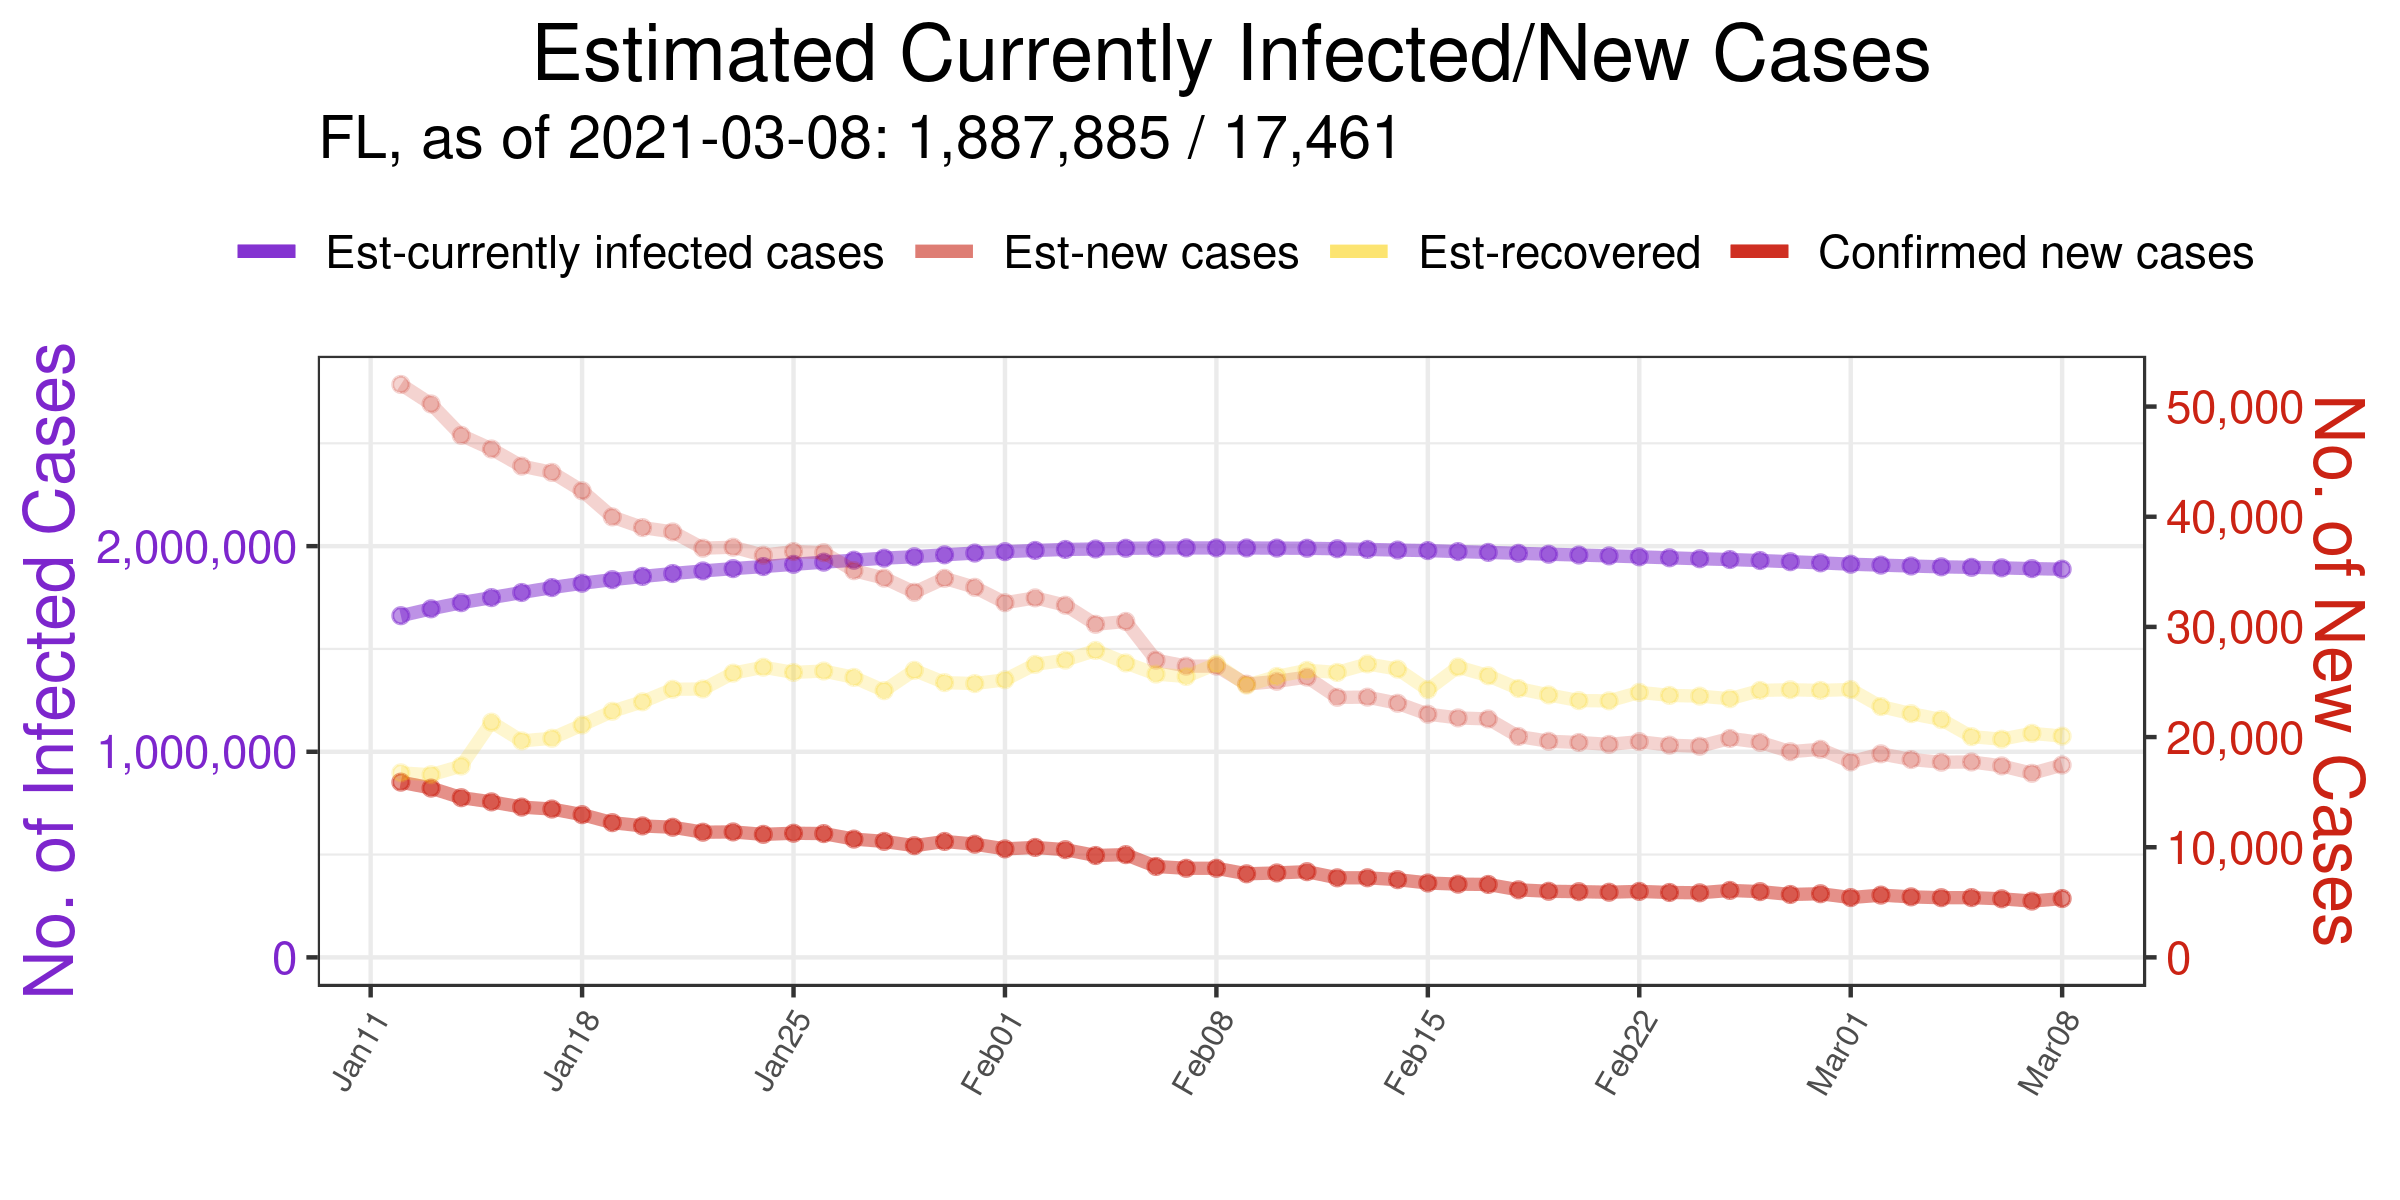 Estimated Currently Infected/New Cases
FL, as of 2021-03-08: 1,887,885 / 17,461
Est-currently infected cases Est-new cases Est-recovered Confirmed new cases
No. of Infected Cases
2,000,000
1,000,000
0
50,000
40,000
30,000
20,000
10,000
0
No. of New Cases
Jan11 Jan18 Jan25 Feb01 Feb08 Feb15 Feb22 Mar01 Mar08